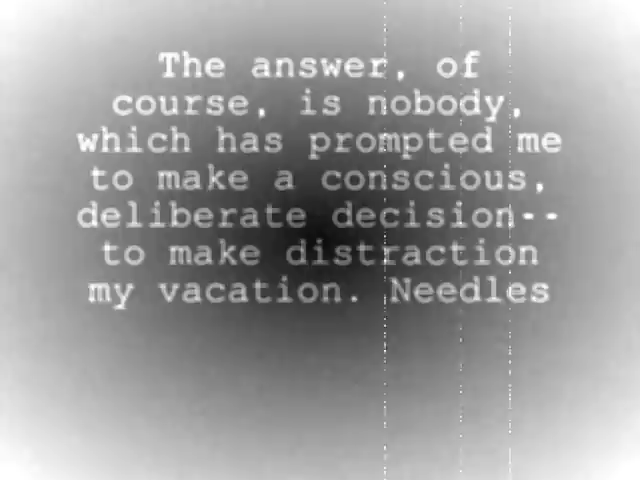 The answer, of
course, is nobody,
which has prompted me
to make a conscious,
deliberate decision--
to make distraction
my vacation. Needles